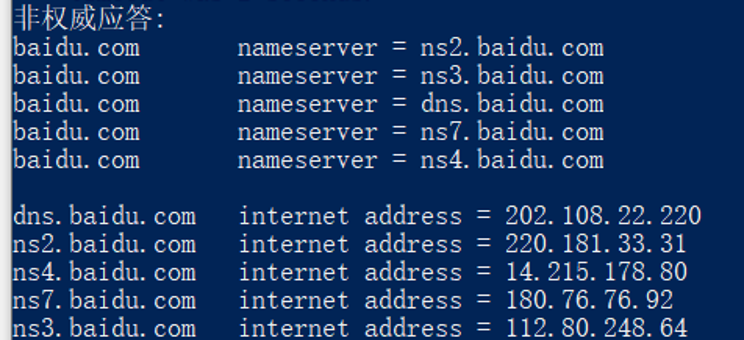 非权威应答:
baidu.com nameserver = ns2.baidu.com
baidu.com nameserver = ns3.baidu.com
baidu.com nameserver = dns.baidu.com
baidu.com nameserver = ns7.baidu.com
baidu.com nameserver = ns4.baidu.com
dns.baidu.com internet address = 202.108.22.220
ns2.baidu.com internet address = 220.181.33.31
ns4.baidu.com internet address = 14.215.178.80
ns7.baidu.com internet address = 180.76.76.92
ns3.baidu.com internet address = 112.80.248.64